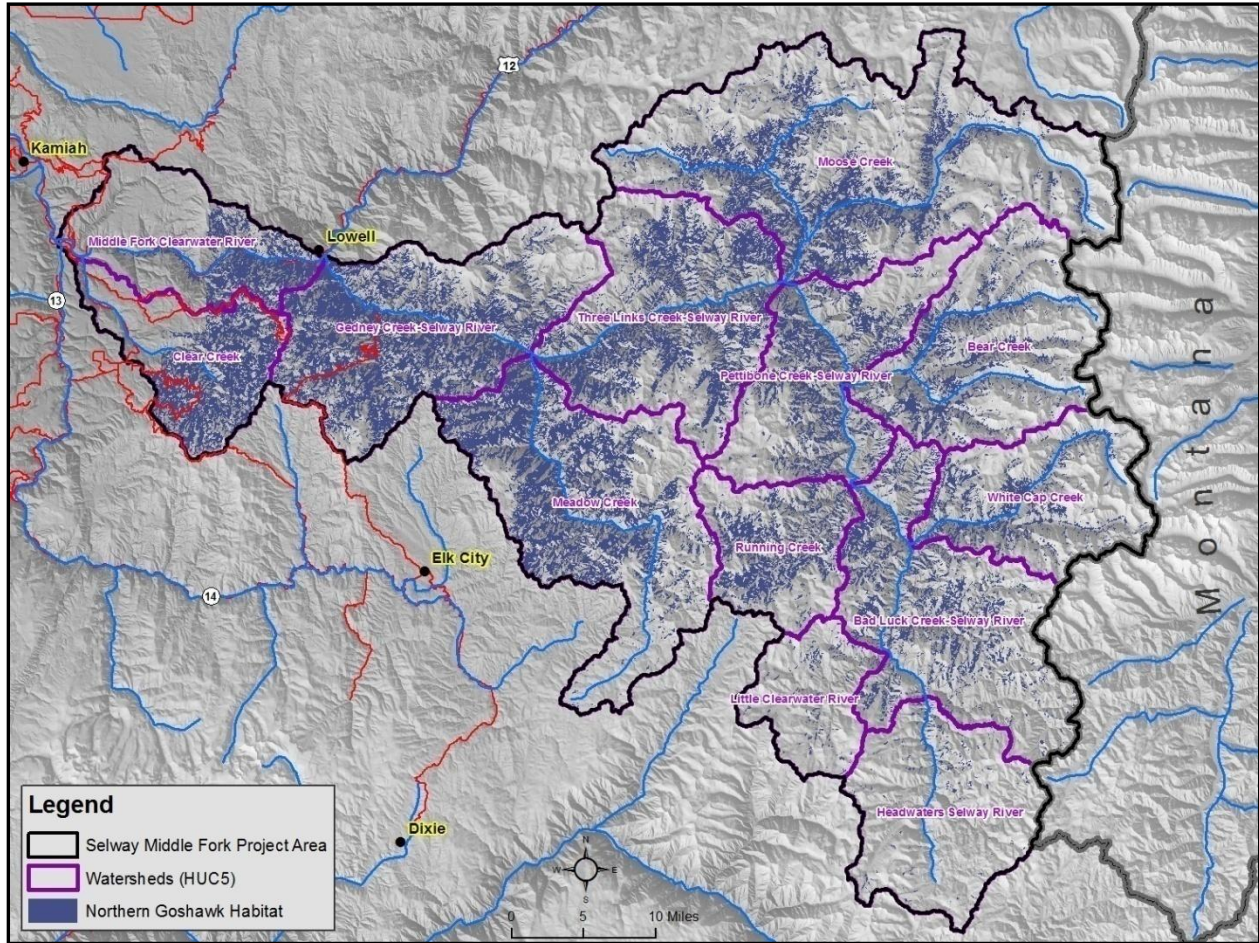 12
Kamiah
Moose Creek
Middle Fork Clearwater River
Lowell
13
Gedney Creek-Selway River
Three Links Creek-Selway River
Clear Creek
Bear Creek
Pettibone Creek-Selway River
Montana
Meadow Creek
White Cap Creek
Running Creek
Elk City
14
Bad Luck Creek-Selway River
Little Clearwater River
Headwaters Selway River
Dixie
Legend
Selway Middle Fork Project Area
Watersheds (HUC5)
Northern Goshawk Habitat
N
W E
S
0 5 10 Miles